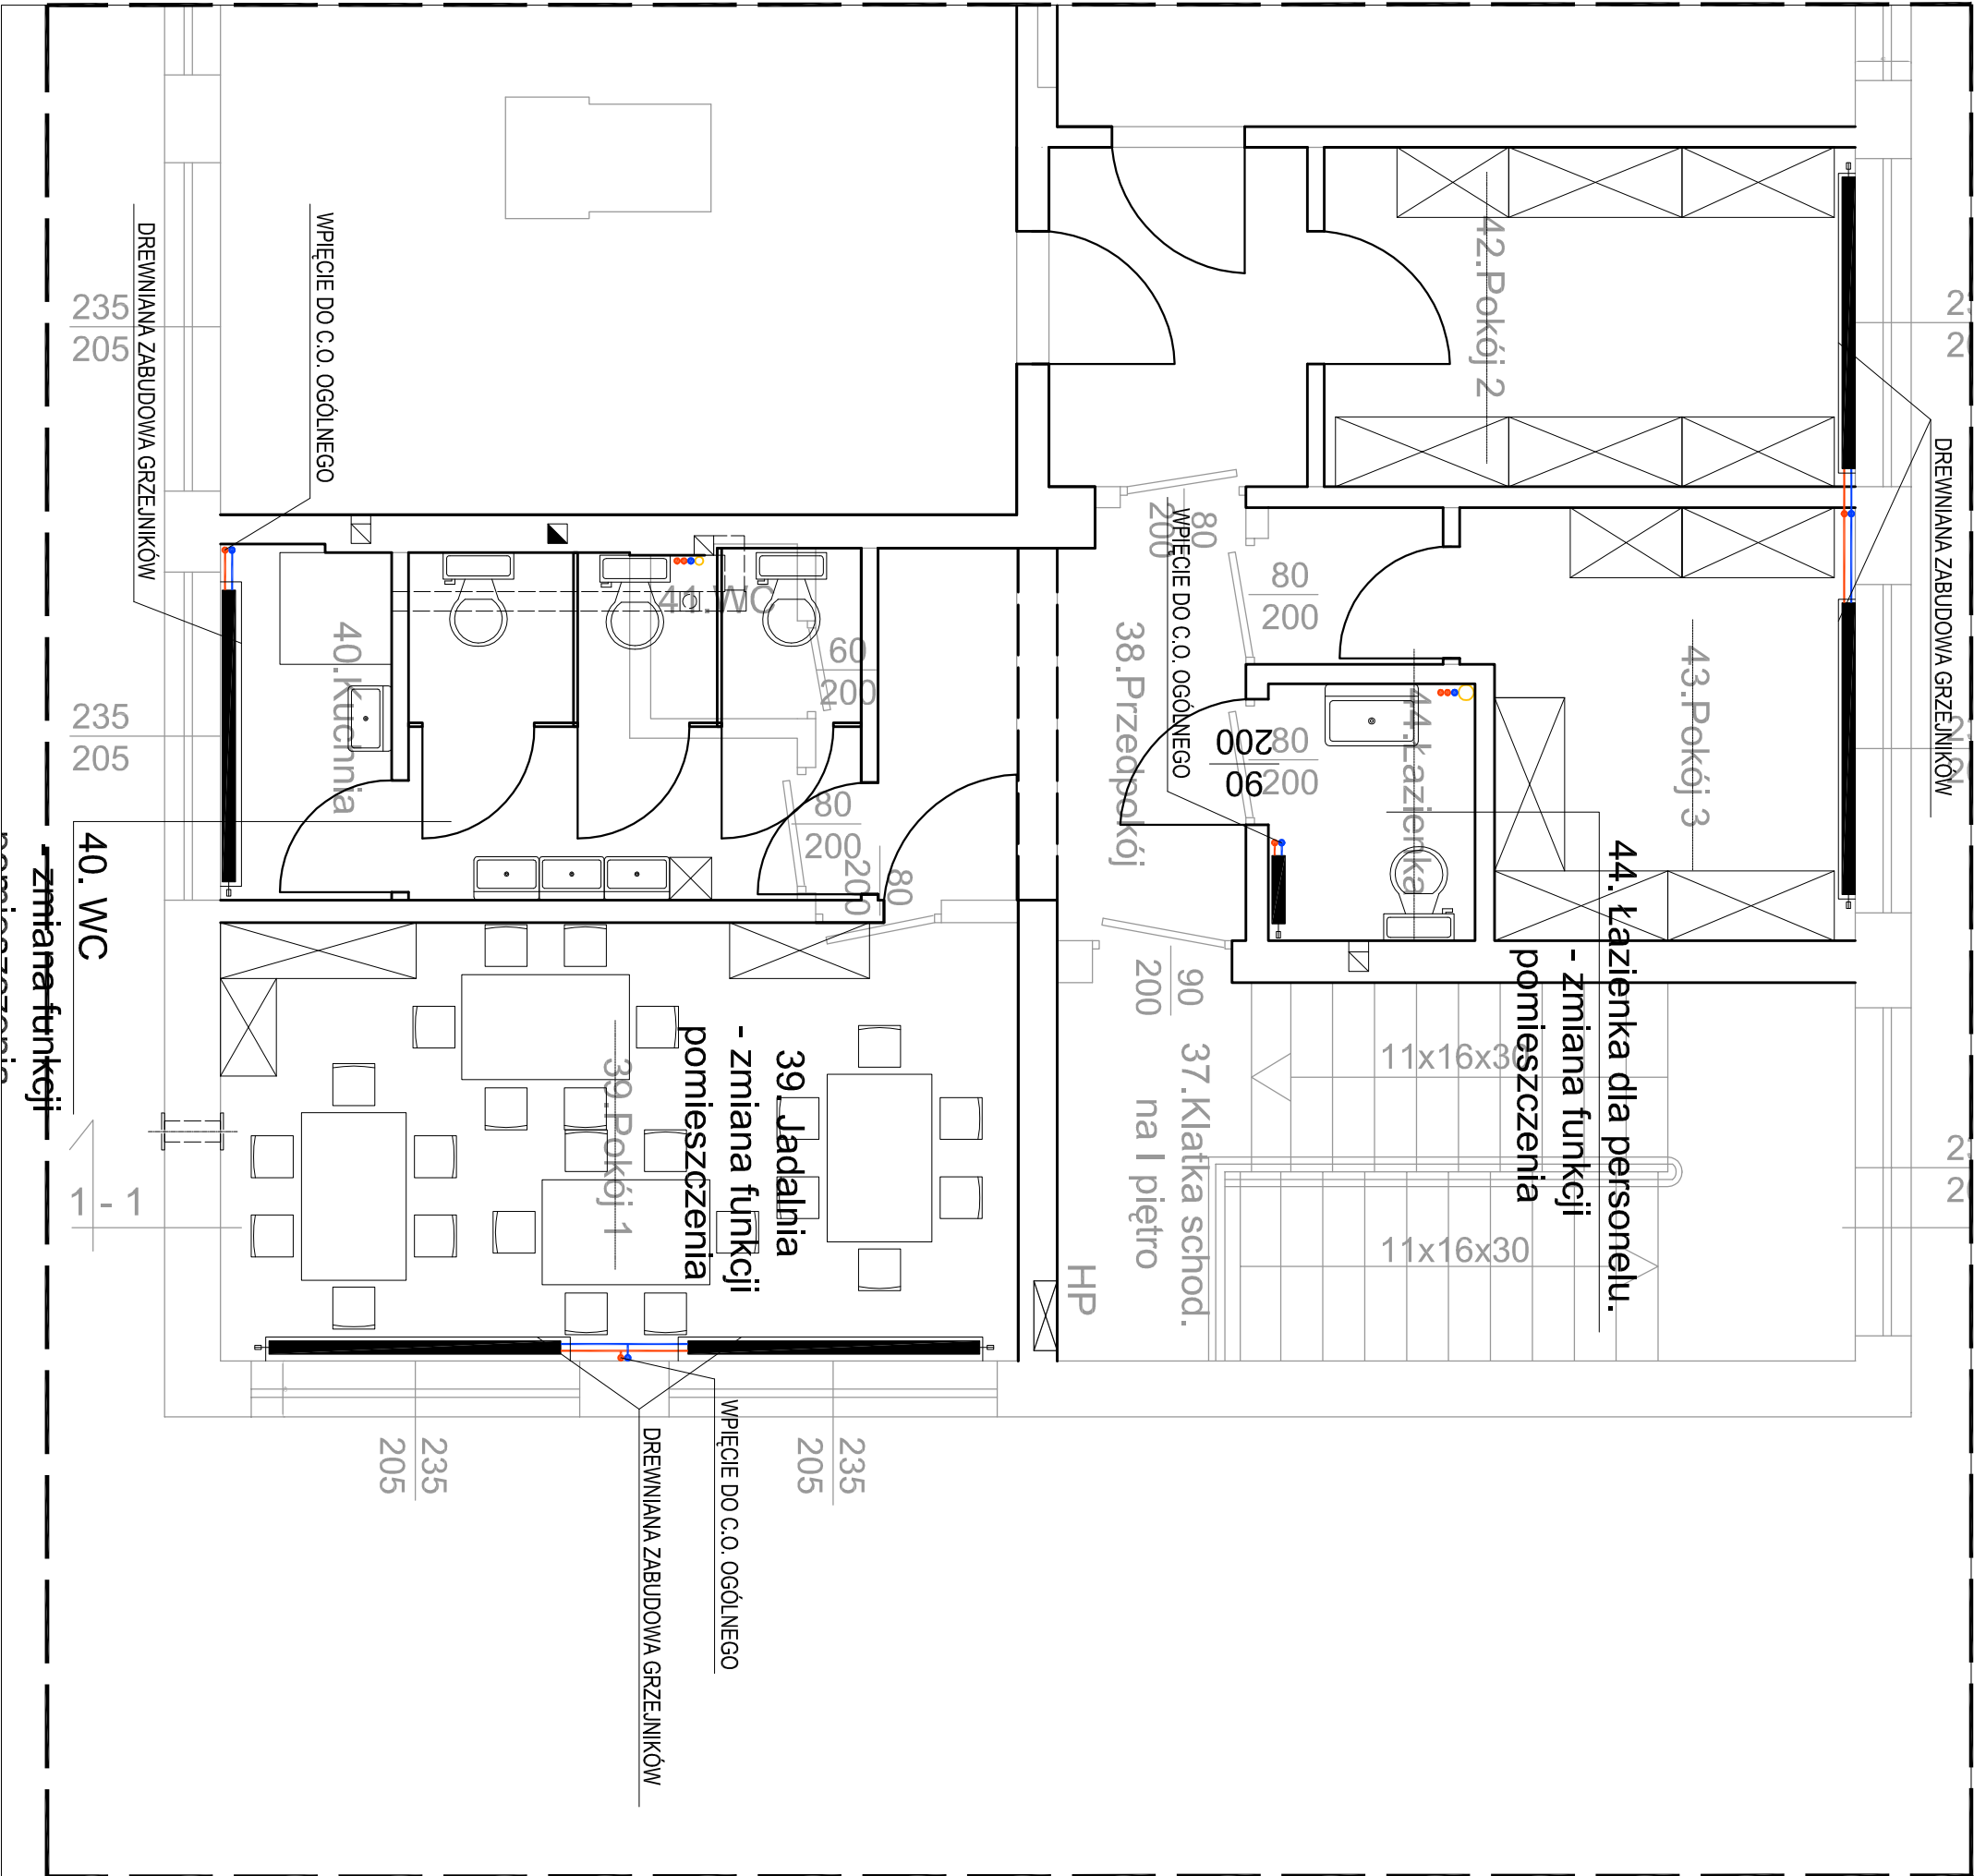 42.Pokój 2
DREWNIANA ZABUDOWA GRZEJNIKÓW
WPIĘCIE DO C.O. OGÓLNEGO
DREWNIANA ZABUDOWA GRZEJNIKÓW
235
205
235
205
80
200
WPIĘCIE DO C.O. OGÓLNEGO
80
200
38.Przedpokój
43.Pokój 3
44.Łazienka
80
200
90
200
41.WC
60
200
40.Kuchnia
80
200
80
200
40. WC
- zmiana funkcji
pomieszczenia
44. Łazienka dla personelu.
- zmiana funkcji
pomieszczenia
90
200
37.Klatka schod.
na I piętro
11x16x30
11x16x30
HP
39. Jadalnia
- zmiana funkcji
pomieszczenia
39.Pokój 1
1 - 1
235
205
235
205
WPIĘCIE DO C.O. OGÓLNEGO
DREWNIANA ZABUDOWA GRZEJNIKÓW